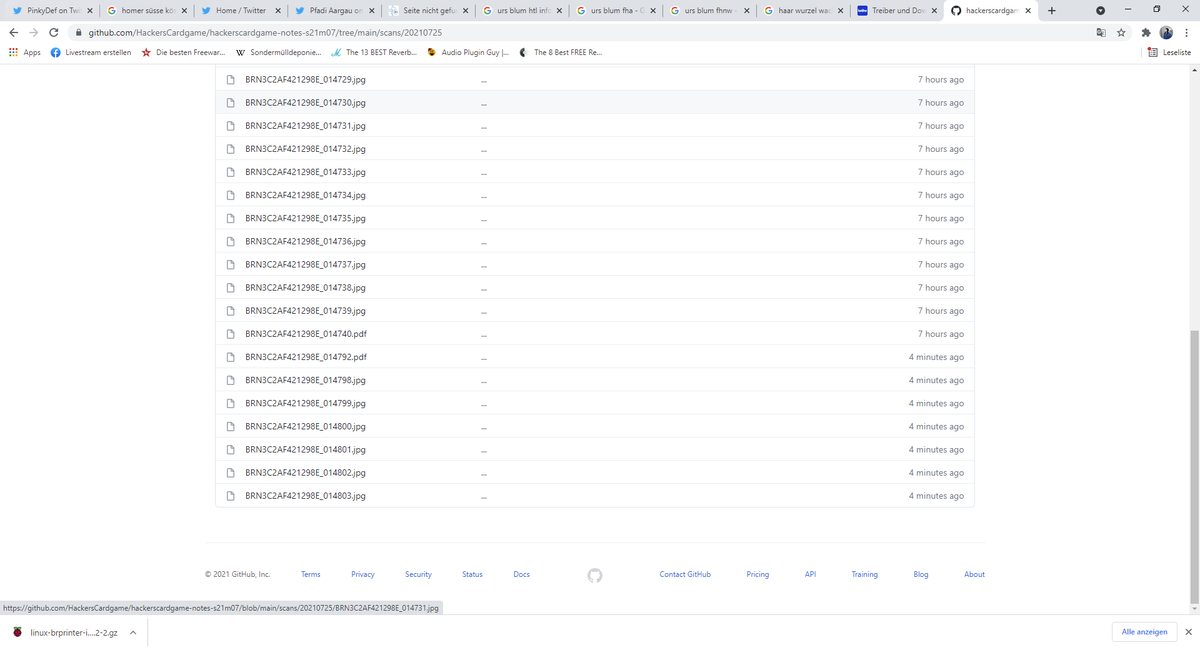 PinkyDef on Twi
homer süsse kös
Home / Twitter
Pfadi Aargau on
Seite nicht gefu
urs blum htl info
urs blum fha - G
urs blum fhnw -
haar wurzel wac
Treiber und Dow
hackerscardgam
github.com/HackersCardgame/hackerscardgame-notes-s21m07/tree/main/scans/20210725
Apps Livestream erstellen Die besten Freewar... Sondermülldeponie... The 13 BEST Reverb... Audio Plugin Guy |... The 8 Best FREE Re... Leseliste
BRN3C2AF421298E_014729.jpg ... 7 hours ago
BRN3C2AF421298E_014730.jpg ... 7 hours ago
BRN3C2AF421298E_014731.jpg ... 7 hours ago
BRN3C2AF421298E_014732.jpg ... 7 hours ago
BRN3C2AF421298E_014733.jpg ... 7 hours ago
BRN3C2AF421298E_014734.jpg ... 7 hours ago
BRN3C2AF421298E_014735.jpg ... 7 hours ago
BRN3C2AF421298E_014736.jpg ... 7 hours ago
BRN3C2AF421298E_014737.jpg ... 7 hours ago
BRN3C2AF421298E_014738.jpg ... 7 hours ago
BRN3C2AF421298E_014739.jpg ... 7 hours ago
BRN3C2AF421298E_014740.pdf ... 7 hours ago
BRN3C2AF421298E_014792.pdf ... 4 minutes ago
BRN3C2AF421298E_014798.jpg ... 4 minutes ago
BRN3C2AF421298E_014799.jpg ... 4 minutes ago
BRN3C2AF421298E_014800.jpg ... 4 minutes ago
BRN3C2AF421298E_014801.jpg ... 4 minutes ago
BRN3C2AF421298E_014802.jpg ... 4 minutes ago
BRN3C2AF421298E_014803.jpg ... 4 minutes ago
© 2021 GitHub, Inc. Terms Privacy Security Status Docs Contact GitHub Pricing API Training Blog About
https://github.com/HackersCardgame/hackerscardgame-notes-s21m07/blob/main/scans/20210725/BRN3C2AF421298E_014731.jpg
linux-brprinter-i....2-2.gz Alle anzeigen